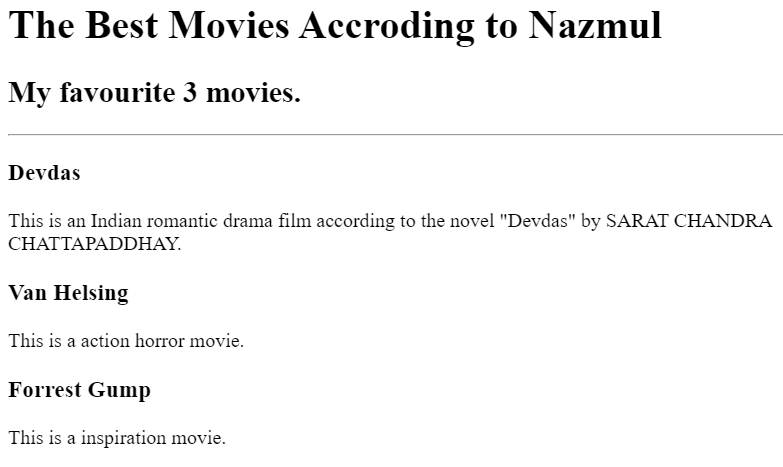 The Best Movies Accroding to Nazmul
My favourite 3 movies.
Devdas
This is an Indian romantic drama film according to the novel "Devdas" by SARAT CHANDRA
CHATTAPADDHAY.
Van Helsing
This is a action horror movie.
Forrest Gump
This is a inspiration movie.